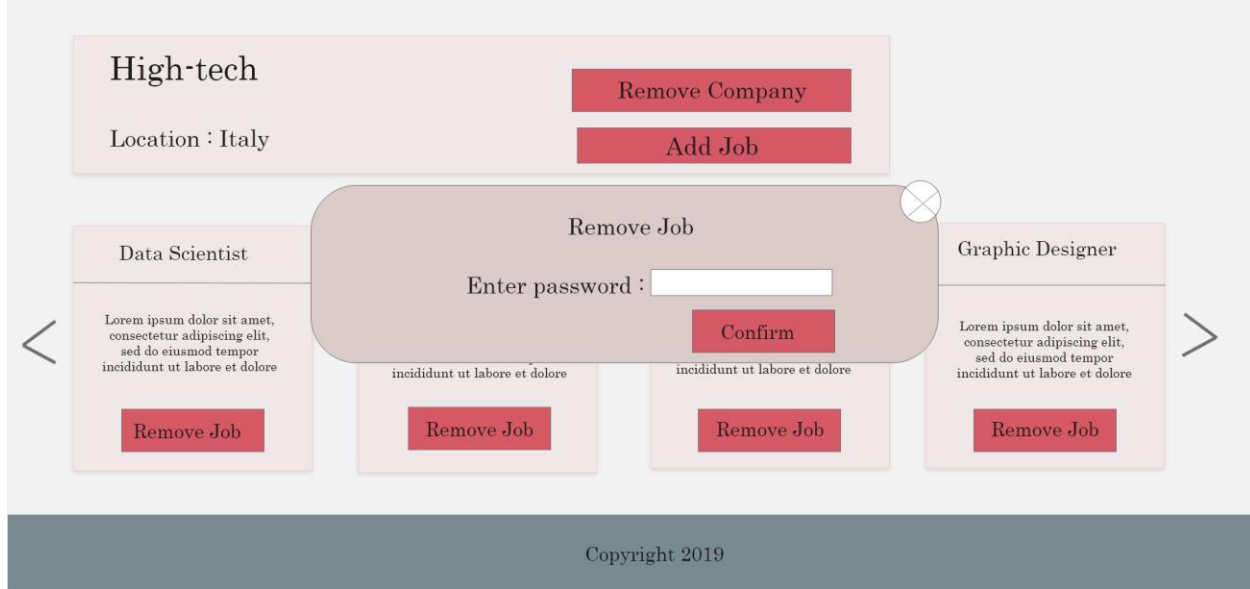 High-tech
Remove Company
Location : Italy
Add Job
Remove Job
Enter password :
Confirm
Data Scientist
Lorem ipsum dolor sit amet,
consectetur adipiscing elit,
sed do eiusmod tempor
incididunt ut labore et dolore
Remove Job
incididunt ut labore et dolore
Remove Job
incididunt ut labore et dolore
Remove Job
Graphic Designer
Lorem ipsum dolor sit amet,
consectetur adipiscing elit,
sed do eiusmod tempor
incididunt ut labore et dolore
Remove Job
Copyright 2019